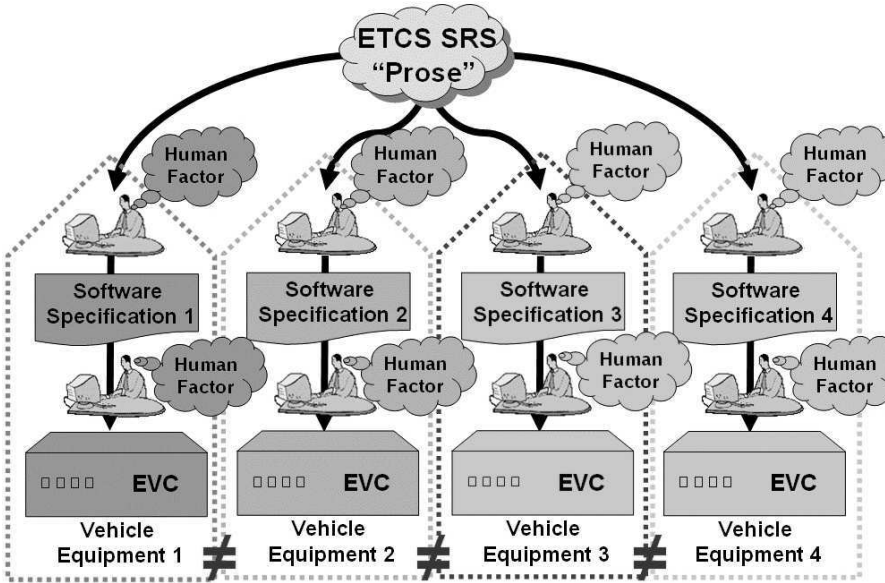 ETCS SRS
“Prose”
Human
Factor
Human
Factor
Human
Factor
Human
Factor
Software
Specification 1
Software
Specification 2
Software
Specification 3
Software
Specification 4
Human
Factor
Human
Factor
Human
Factor
Human
Factor
EVC
EVC
EVC
EVC
Vehicle
Equipment 1
≠
Vehicle
Equipment 2
≠
Vehicle
Equipment 3
≠
Vehicle
Equipment 4